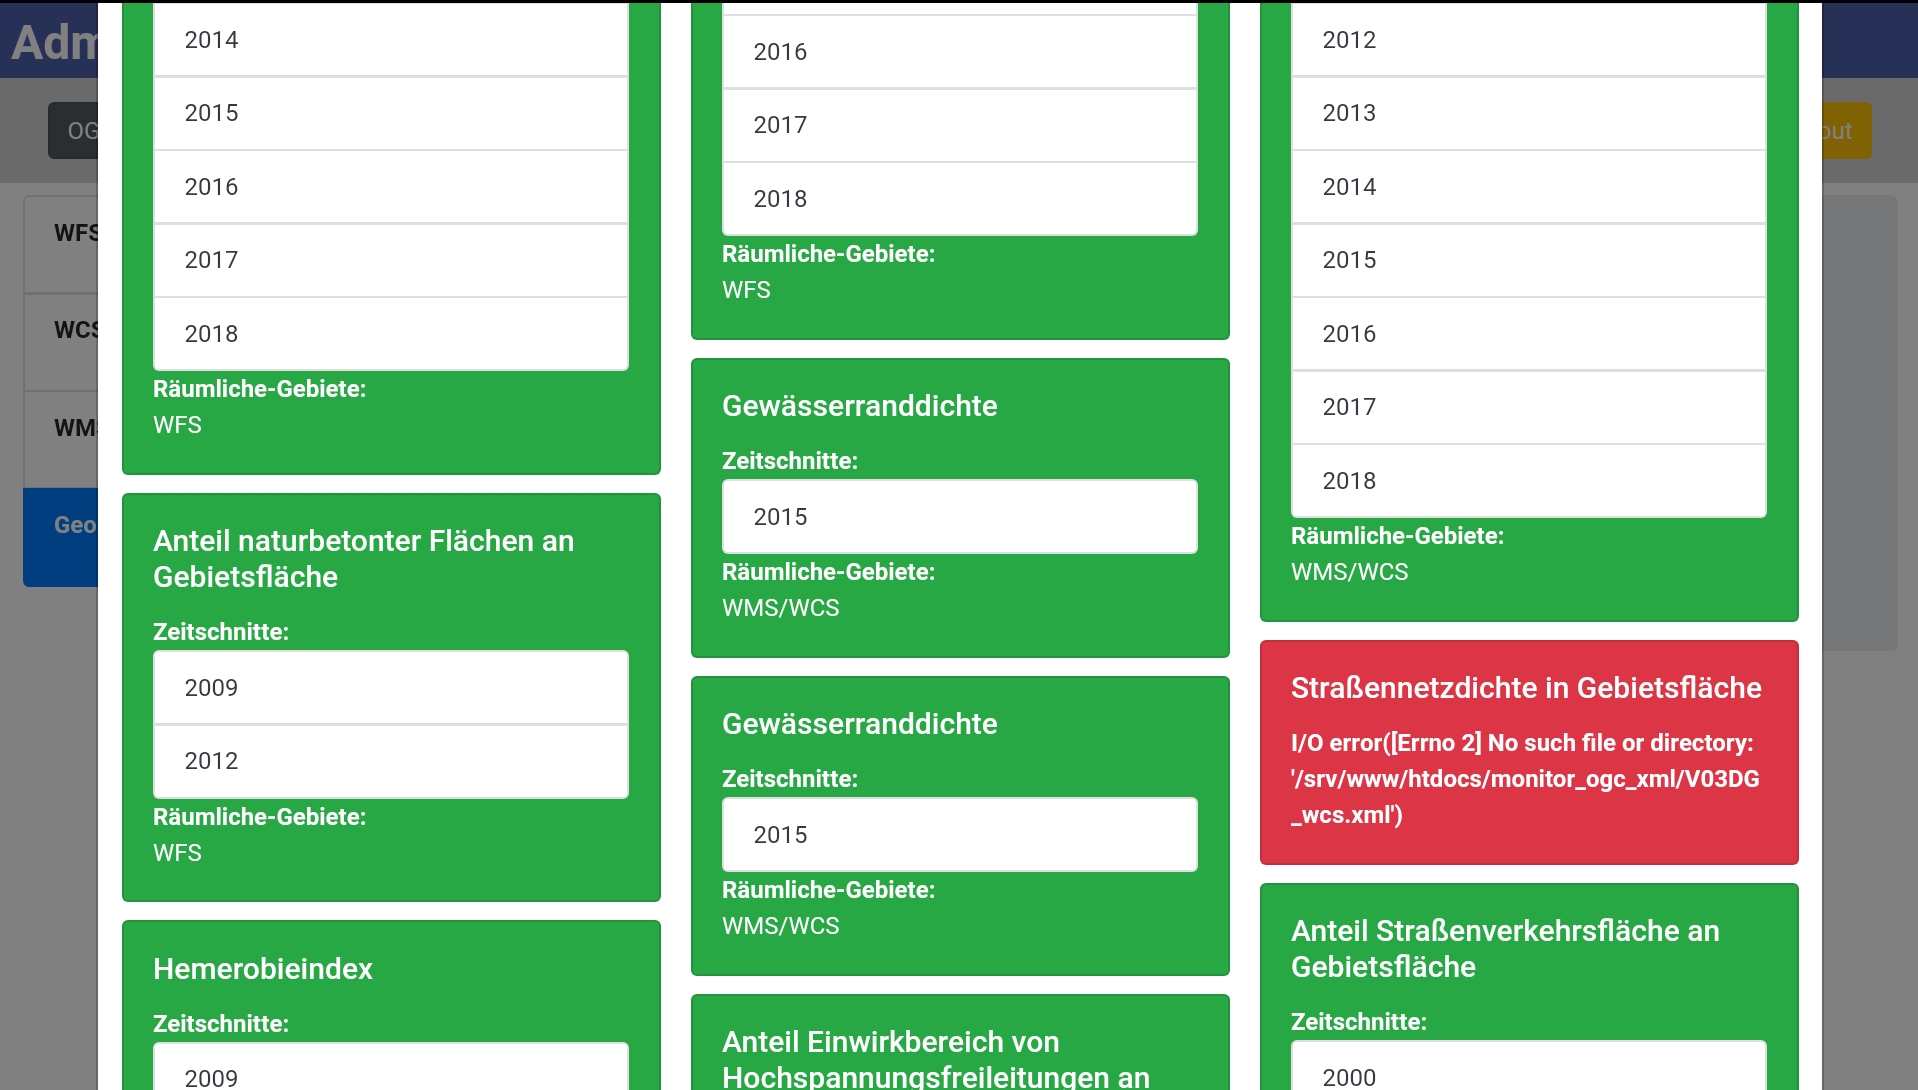 Adm
OG
out
WFS
WCS
WMS
Geo
2014
2015
2016
2017
2018
Räumliche-Gebiete:
WFS
Anteil naturbetonter Flächen an
Gebietsfläche
Zeitschnitte:
2009
2012
Räumliche-Gebiete:
WFS
Hemerobieindex
Zeitschnitte:
2009
2016
2017
2018
Räumliche-Gebiete:
WFS
Gewässerranddichte
Zeitschnitte:
2015
Räumliche-Gebiete:
WMS/WCS
Gewässerranddichte
Zeitschnitte:
2015
Räumliche-Gebiete:
WMS/WCS
Anteil Einwirkbereich von
Hochspannungsfreileitungen an
2012
2013
2014
2015
2016
2017
2018
Räumliche-Gebiete:
WMS/WCS
Straßennetzdichte in Gebietsfläche
I/O error([Errno 2] No such file or directory:
'/srv/www/htdocs/monitor_ogc_xml/V03DG
_wcs.xml')
Anteil Straßenverkehrsfläche an
Gebietsfläche
Zeitschnitte:
2000